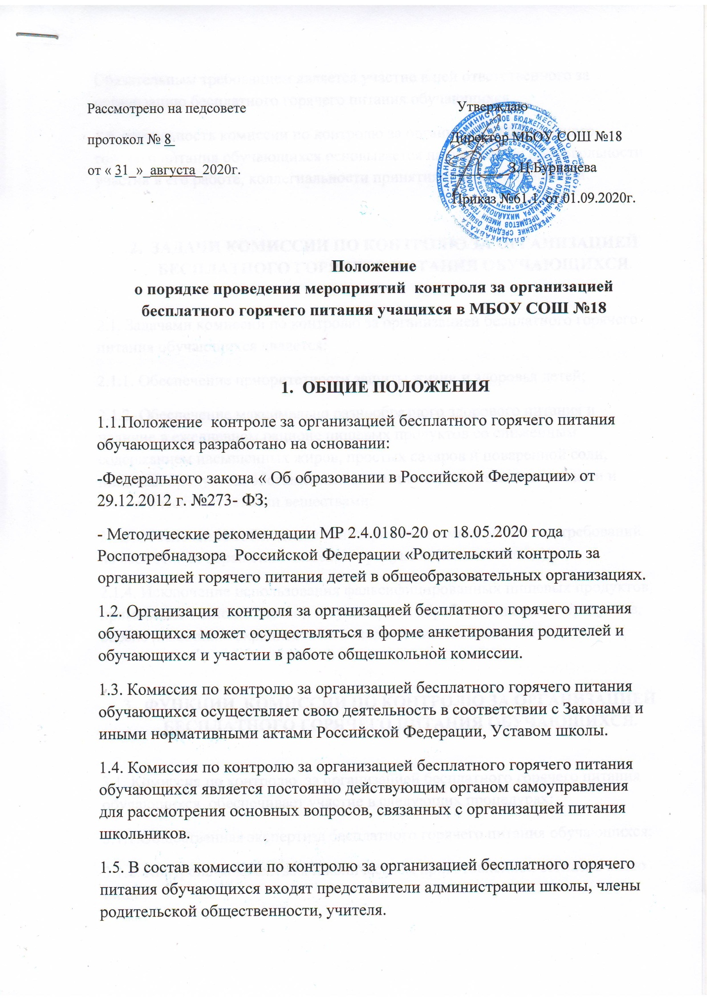 Рассмотрено на педсовете
Утверждаю
протокол № 8
Директор МБОУ СОШ №18
от « 31_»_августа_2020г.
З.Ц.Бурнацева
Приказ №61.1. от 01.09.2020г.
Положение
о порядке проведения мероприятий контроля за организацией
бесплатного горячего питания учащихся в МБОУ СОШ №18
1. ОБЩИЕ ПОЛОЖЕНИЯ
1.1.Положение контроле за организацией бесплатного горячего питания
обучающихся разработано на основании:
-Федерального закона « Об образовании в Российской Федерации» от
29.12.2012 г. №273- ФЗ;
- Методические рекомендации МР 2.4.0180-20 от 18.05.2020 года
Роспотребнадзора Российской Федерации «Родительский контроль за
организацией горячего питания детей в общеобразовательных организациях.
1.2. Организация контроля за организацией бесплатного горячего питания
обучающихся может осуществляться в форме анкетирования родителей и
обучающихся и участии в работе общешкольной комиссии.
1.3. Комиссия по контролю за организацией бесплатного горячего питания
обучающихся осуществляет свою деятельность в соответствии с Законами и
иными нормативными актами Российской Федерации, Уставом школы.
1.4. Комиссия по контролю за организацией бесплатного горячего питания
обучающихся является постоянно действующим органом самоуправления
для рассмотрения основных вопросов, связанных с организацией питания
школьников.
1.5. В состав комиссии по контролю за организацией бесплатного горячего
питания обучающихся входят представители администрации школы, члены
родительской общественности, учителя.